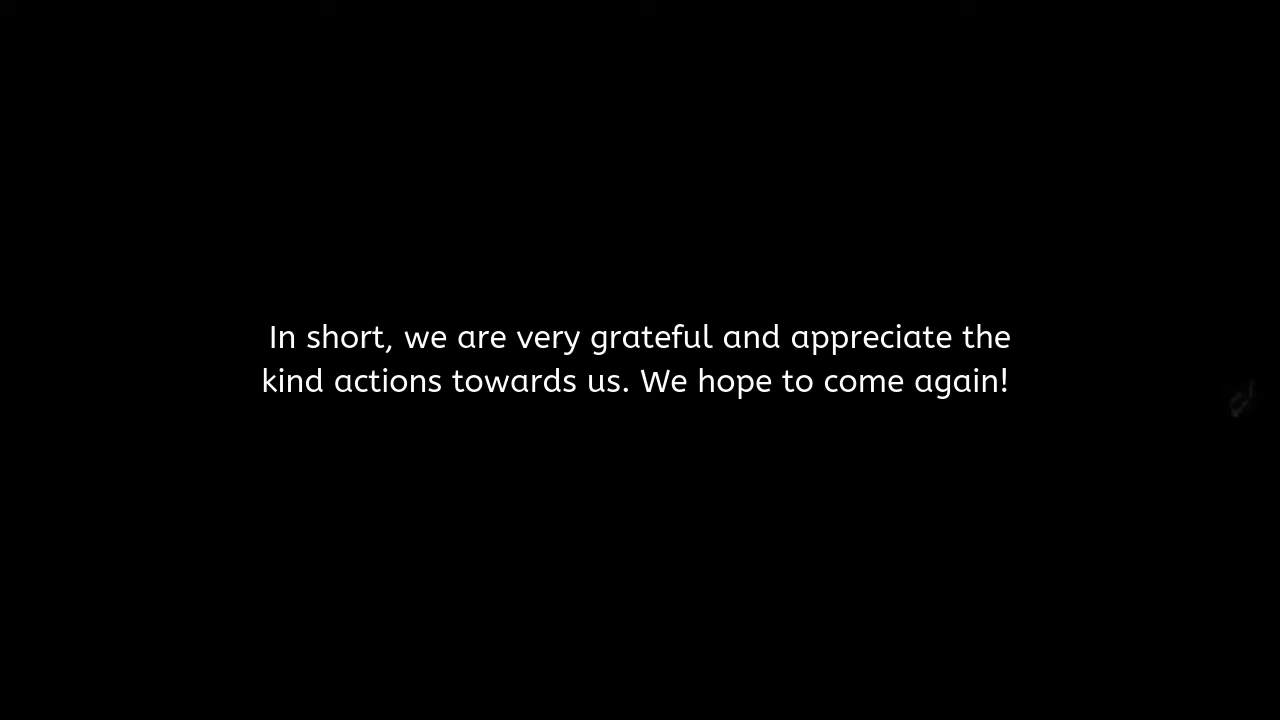 In short, we are very grateful and appreciate the
kind actions towards us. We hope to come again!